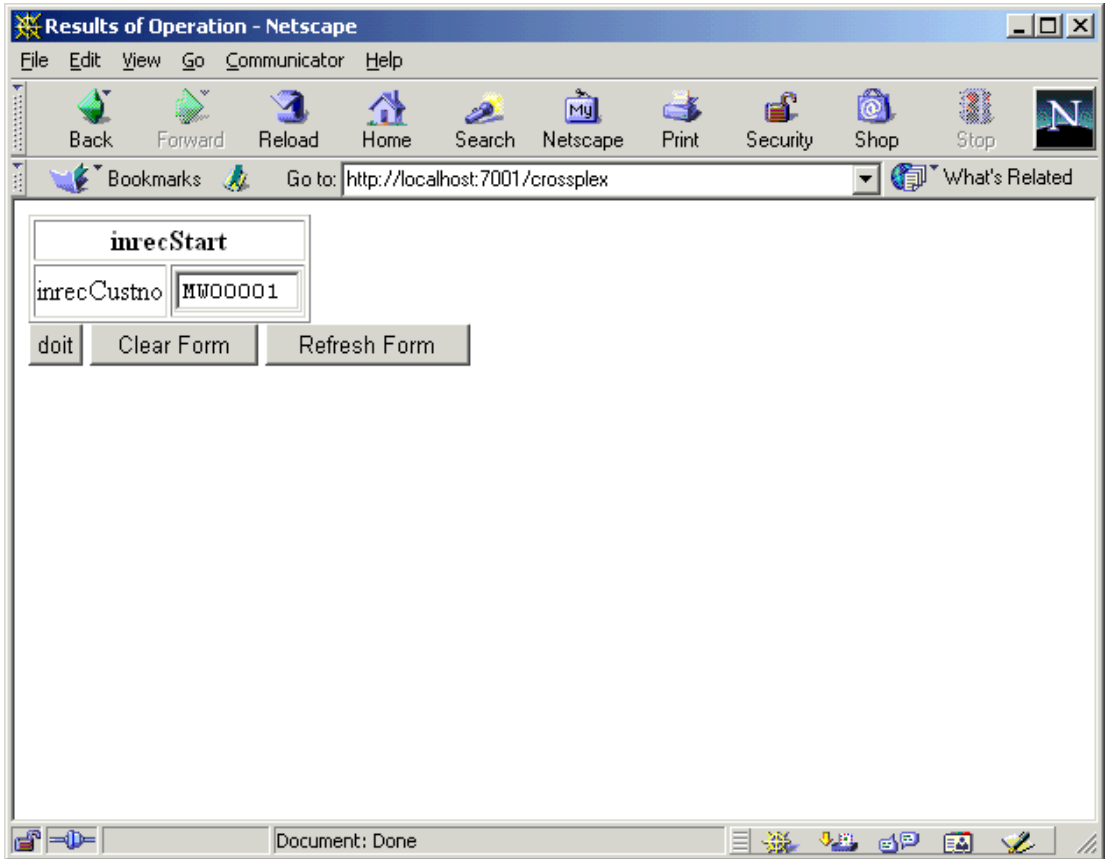 Results of Operation - Netscape
File Edit View Go Communicator Help
My N
Back Forward Reload Home Search Netscape Print Security Shop Stop
Bookmarks Go to: http://localhost:7001/crossplex What's Related
inrecStart
inrecCustno MW00001
doit Clear Form Refresh Form
Document: Done